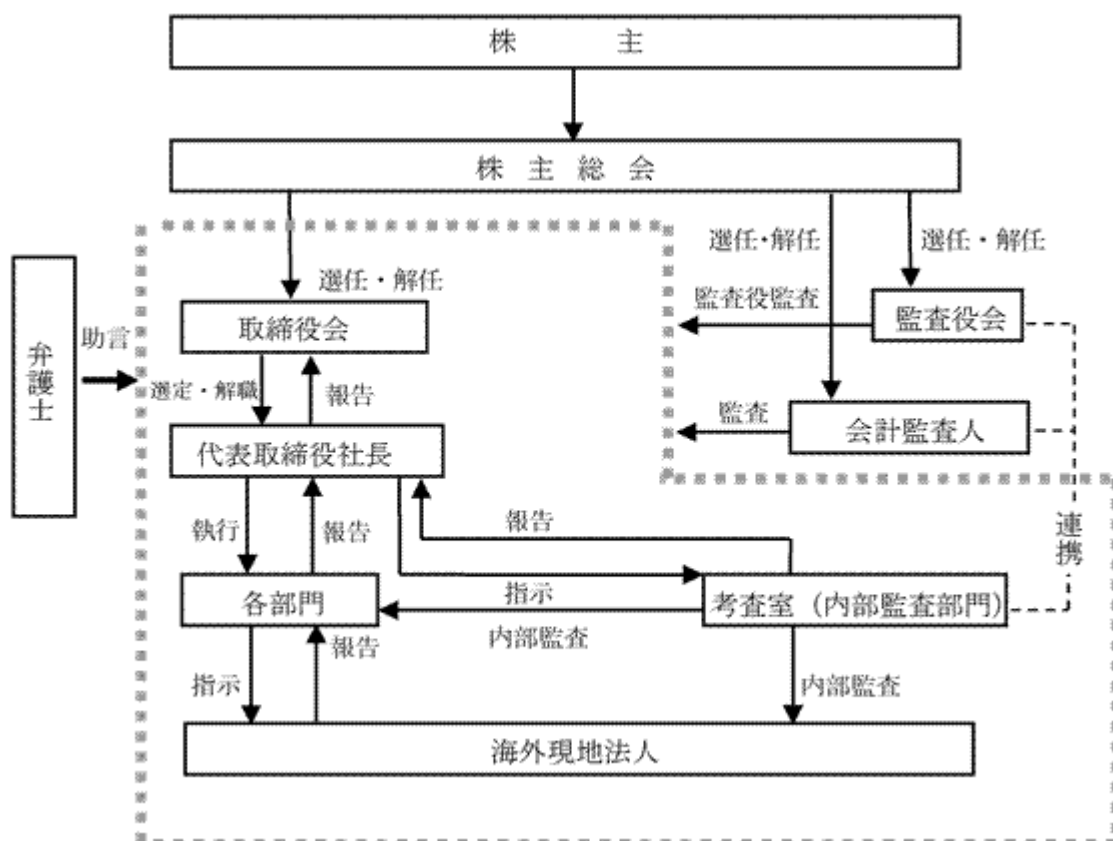 株主
株主総会
選任・解任
選任・解任
選任・解任
監査役監査
監査役会
弁護士
助言
取締役会
選定・解職
報告
監査
会計監査人
代表取締役社長
執行
報告
報告
連携
指示
各部門
考査室（内部監査部門）
内部監査
報告
指示
内部監査
海外現地法人